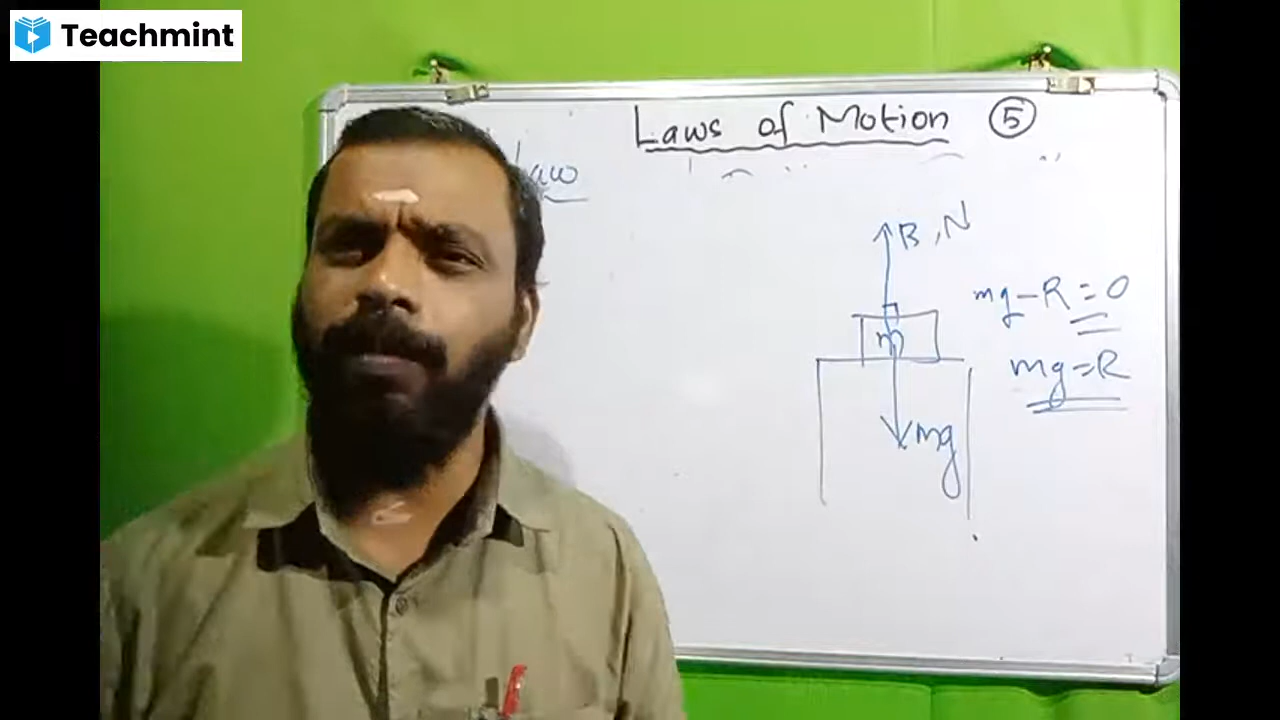 Teachmint
Laws of Motion 5
Law
R, N
mg-R=0
m
mg=R
mg